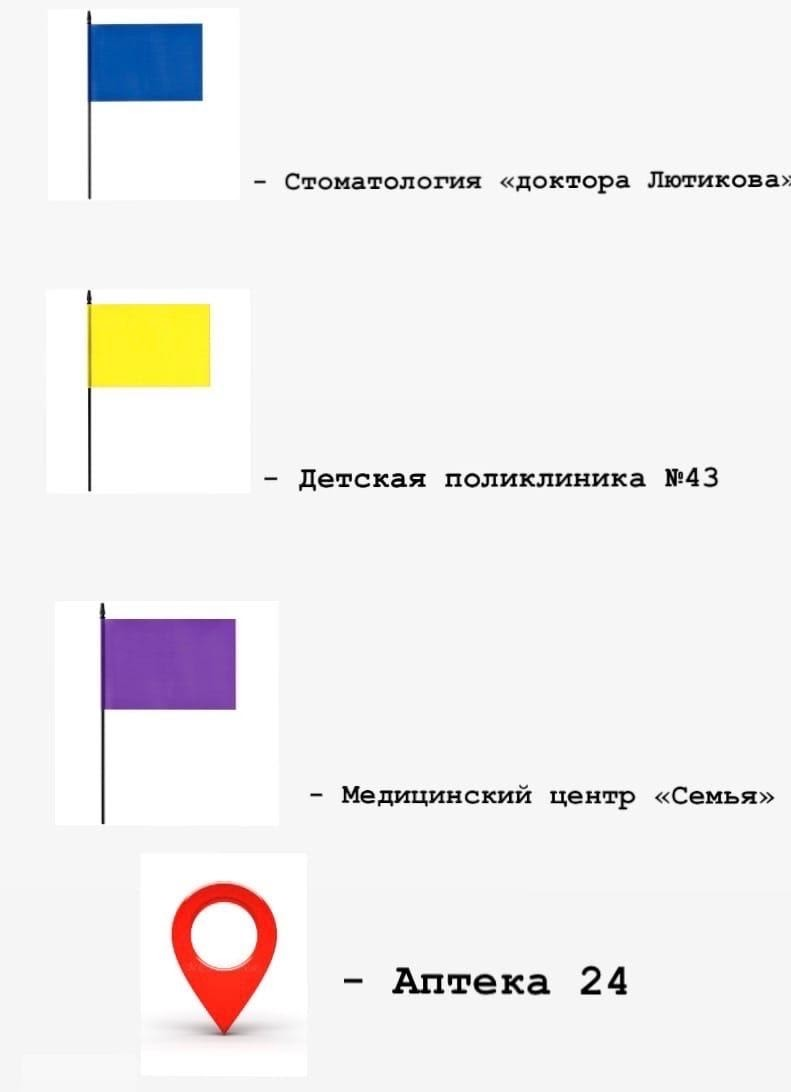 - Стоматология «доктора Лютикова»
- Детская поликлиника №43
- Медицинский центр «Семья»
- Аптека 24